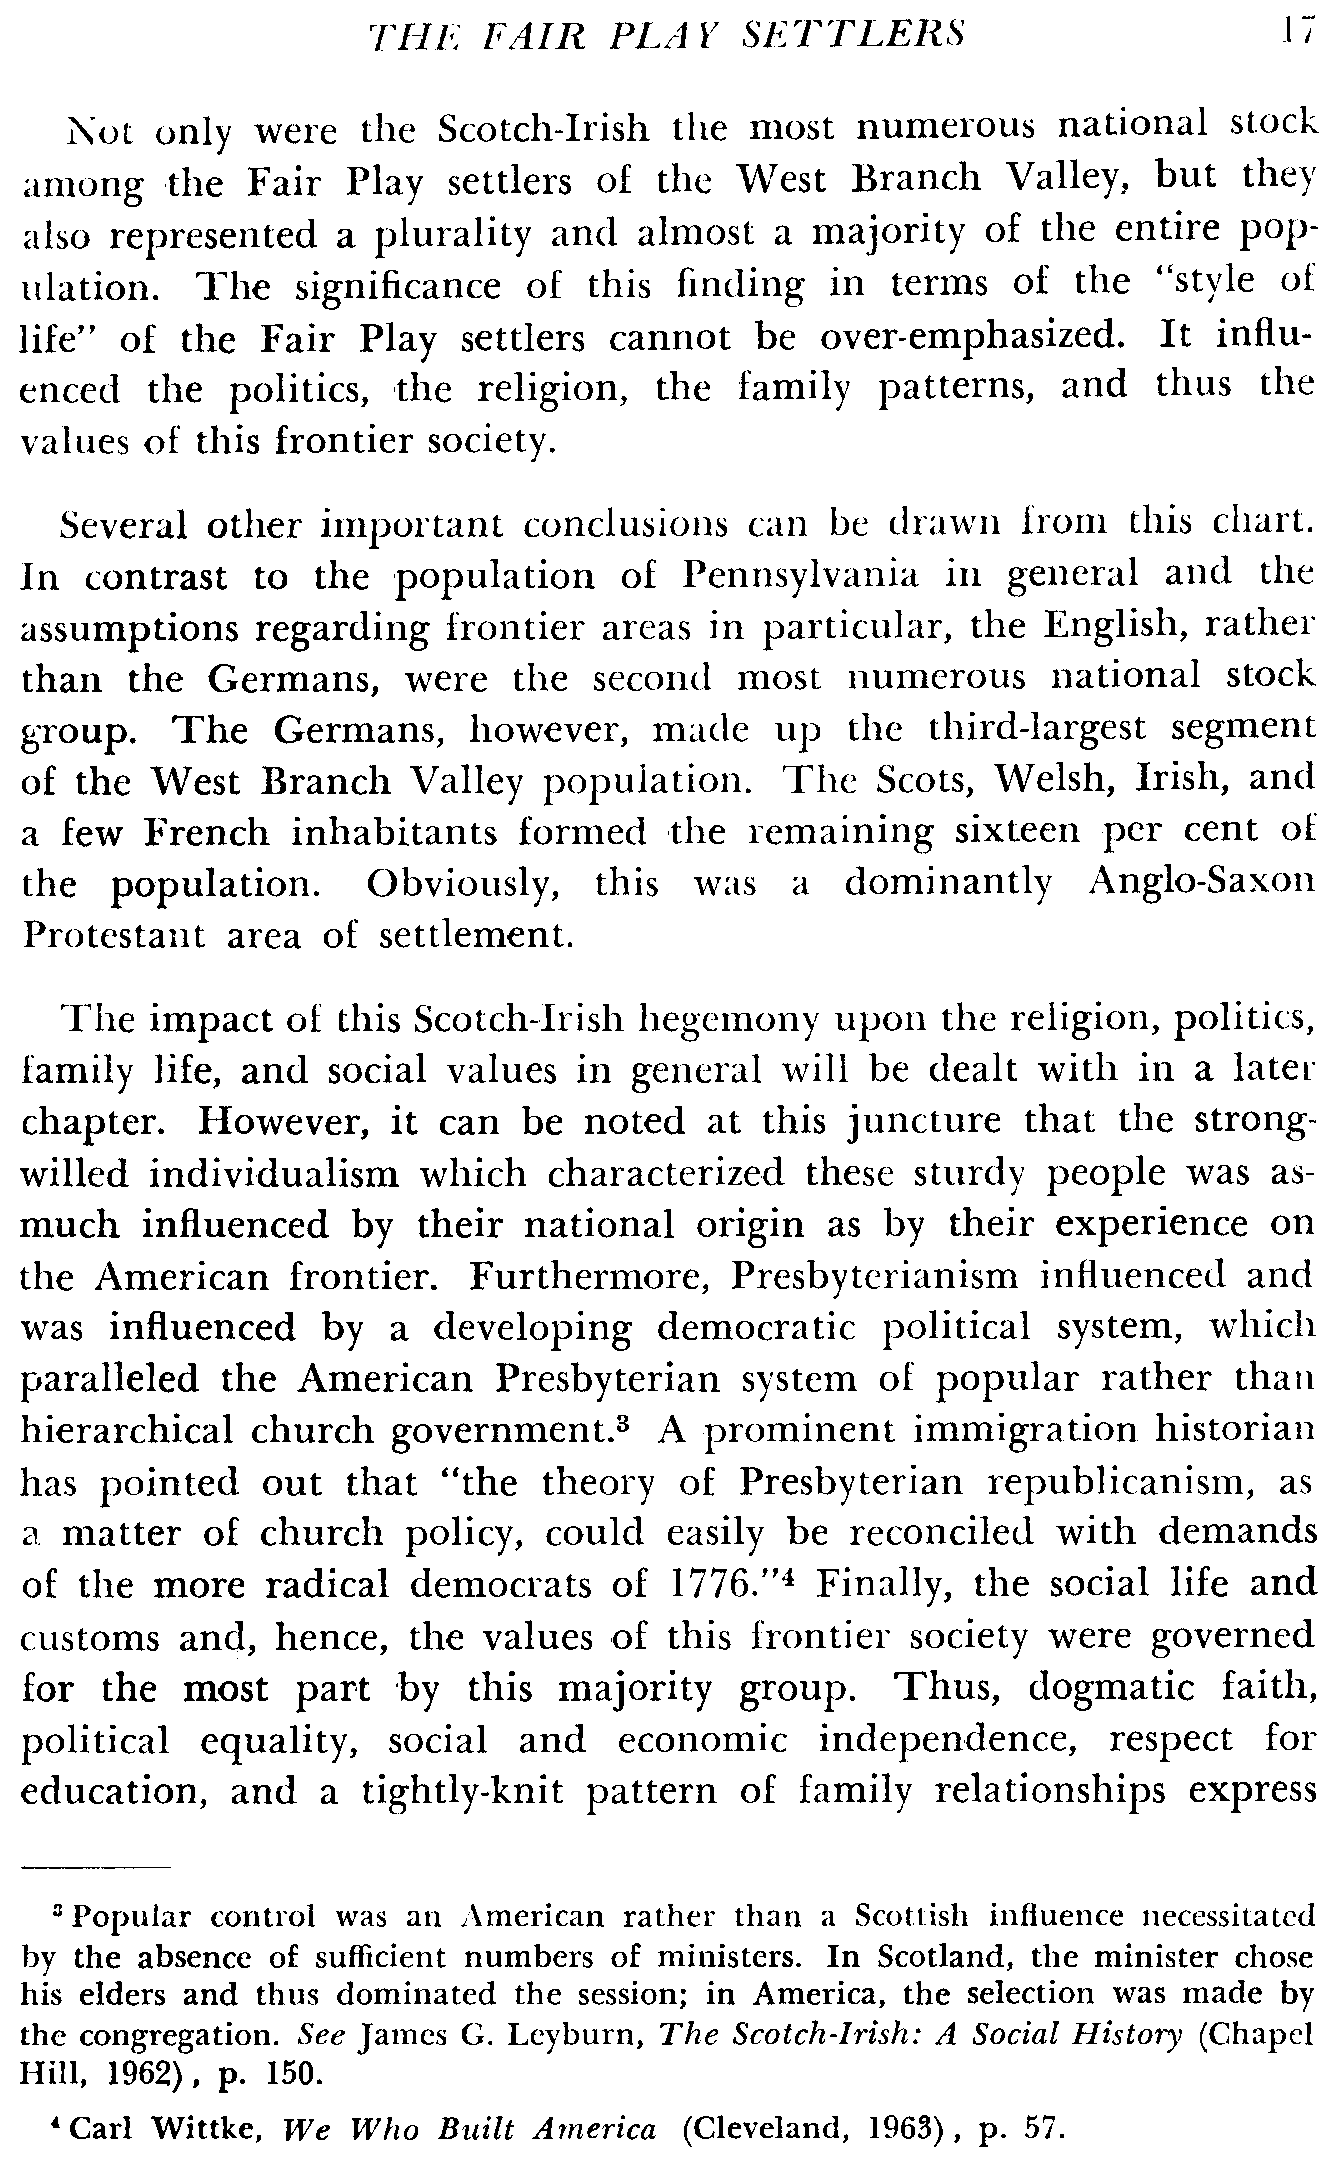 THE FAIR PLAY SETTLERS 17
Not only were the Scotch-Irish the most numerous national stock
among the Fair Play settlers of the West Branch Valley, but they
also represented a plurality and almost a majority of the entire pop-
ulation. The significance of this finding in terms of the "style of
life" of the Fair Play settlers cannot be over-emphasized. It influ-
enced the politics, the religion, the family patterns, and thus the
values of this frontier society.
Several other important conclusions can be drawn from this chart.
In contrast to the population of Pennsylvania in general and the
assumptions regarding frontier areas in particular, the English, rather
than the Germans, were the second most numerous national stock
group. The Germans, however, made up the third-largest segment
of the West Branch Valley population. The Scots, Welsh, Irish, and
a few French inhabitants formed the remaining sixteen per cent of
the population. Obviously, this was a dominantly Anglo-Saxon
Protestant area of settlement.
The impact of this Scotch-Irish hegemony upon the religion, politics,
family life, and social values in general will be dealt with in a later
chapter. However, it can be noted at this juncture that the strong-
willed individualism which characterized these sturdy people was as-
much influenced by their national origin as by their experience on
the American frontier. Furthermore, Presbyterianism influenced and
was influenced by a developing democratic political system, which
paralleled the American Presbyterian system of popular rather than
hierarchical church government.³ A prominent immigration historian
has pointed out that "the theory of Presbyterian republicanism, as
a matter of church policy, could easily be reconciled with demands
of the more radical democrats of 1776."⁴ Finally, the social life and
customs and, hence, the values of this frontier society were governed
for the most part by this majority group. Thus, dogmatic faith,
political equality, social and economic independence, respect for
education, and a tightly-knit pattern of family relationships express
³ Popular control was an American rather than a Scottish influence necessitated
by the absence of sufficient numbers of ministers. In Scotland, the minister chose
his elders and thus dominated the session; in America, the selection was made by
the congregation. See James G. Leyburn, The Scotch-Irish: A Social History (Chapel
Hill, 1962), p. 150.
⁴ Carl Wittke, We Who Built America (Cleveland, 1963), p. 57.